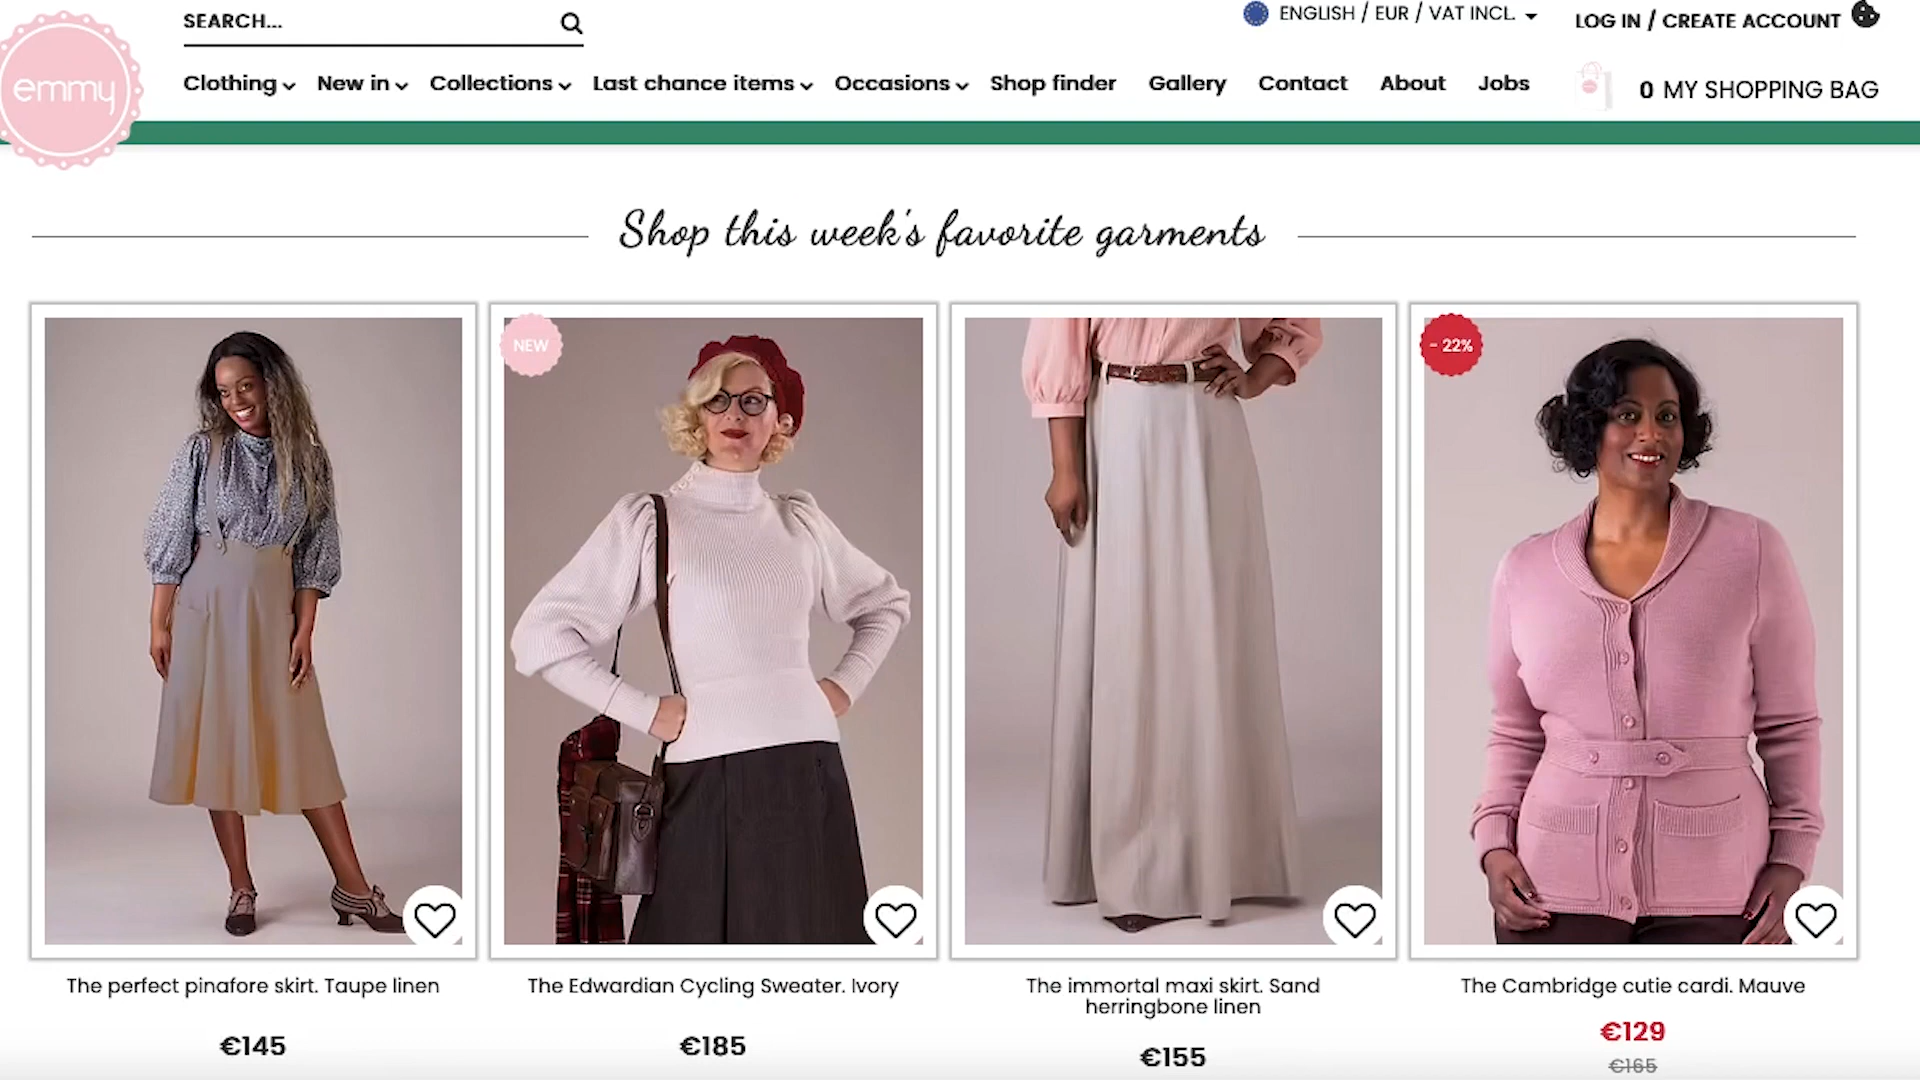 SEARCH...
ENGLISH / EUR / VAT INCL.
LOG IN / CREATE ACCOUNT
emmy
Clothing New in Collections Last chance items Occasions Shop finder Gallery Contact About Jobs
0 MY SHOPPING BAG
Shop this week's favorite garments
NEW
- 22%
The perfect pinafore skirt. Taupe linen
€145
The Edwardian Cycling Sweater. Ivory
€185
The immortal maxi skirt. Sand
herringbone linen
€155
The Cambridge cutie cardi. Mauve
€129
€165